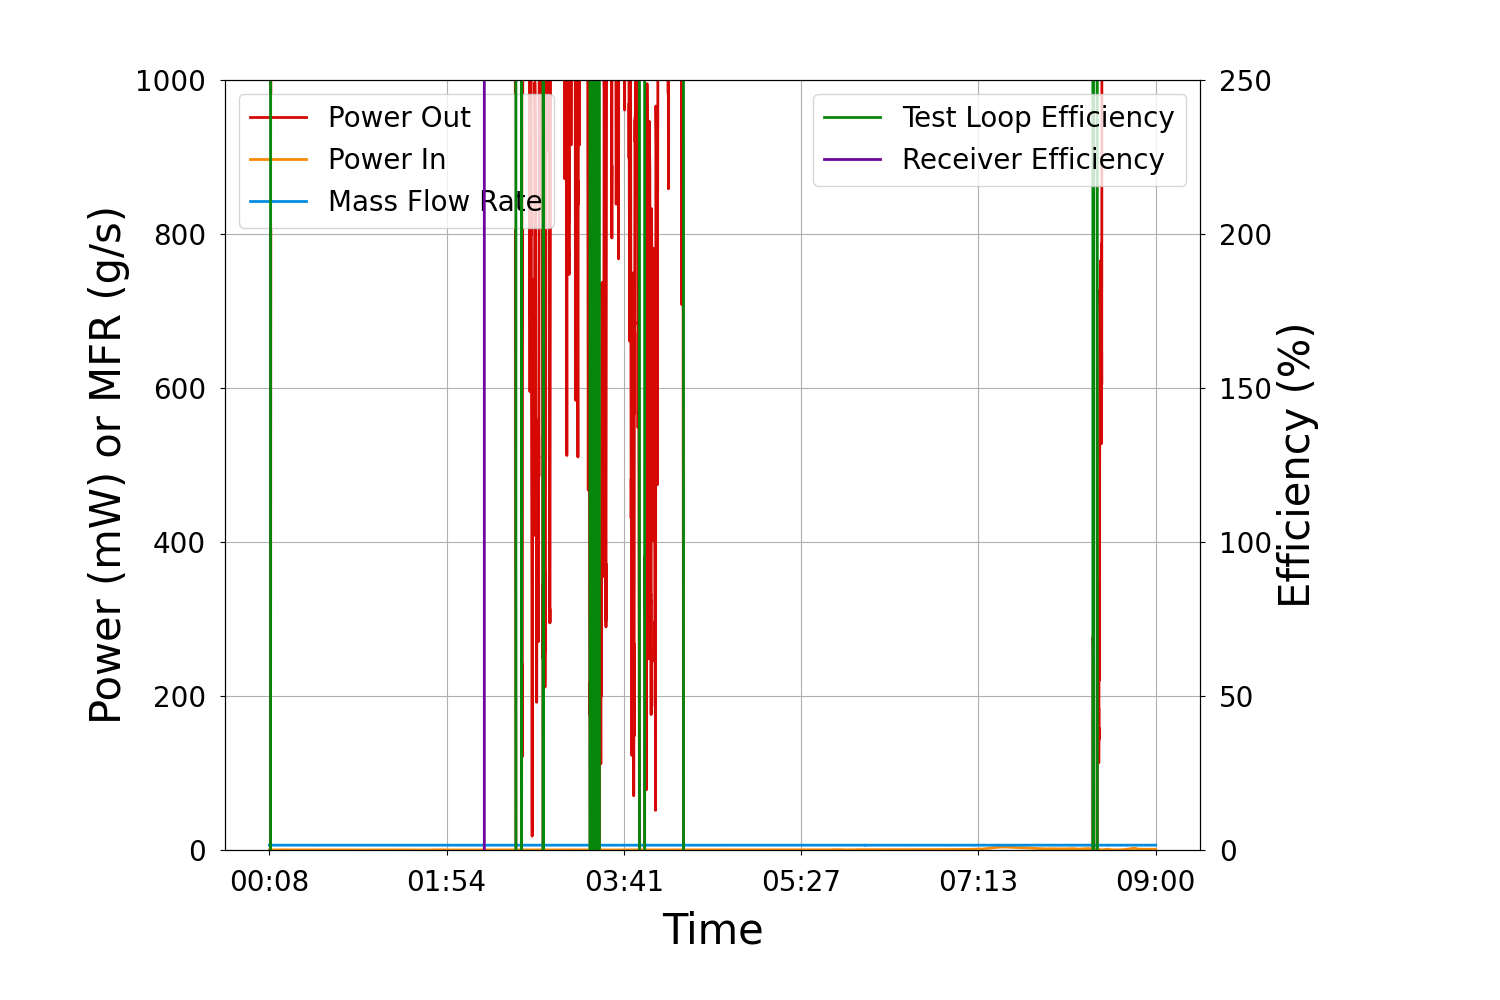 1000
800
600
400
200
0
Power (mW) or MFR (g/s)
Power Out
Power In
Mass Flow Rate
Test Loop Efficiency
Receiver Efficiency
250
200
150
100
50
0
Efficiency (%)
00:08 01:54 03:41 05:27 07:13 09:00
Time